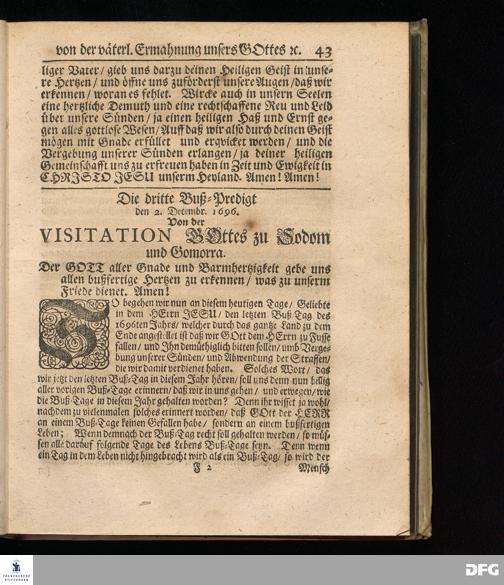 von der väterl. Ermahnung unsers GOttes ꝛc. 43
liger Vater/ gieb uns darzu deinen Heiligen Geist in unse-
re Hertzen/ und öffne uns zuförderst unsere Augen/ daß wir
erkennen/ woran es fehlet. Wircke auch in unsern Seelen
eine hertzliche Demuth und eine rechtschaffene Reu und Leid
über unsere Sünden/ ja einen heiligen Haß und Ernst ge-
gen alles gottlose Wesen/ Auff daß wir also durch deinen Geist
mögen mit Gnade erfüllet und erqvicket werden/ und die
Vergebung unserer Sünden erlangen/ ja deiner heiligen
Gemeinschafft uns zu erfreuen haben in Zeit und Ewigkeit in
CHRISTO JESU unserm Heyland. Amen! Amen!
Die dritte Buß-Predigt
den 2. Decembr. 1696.
Von der
VISITATION GOttes zu Sodom
und Gomorra.
Der GOTT aller Gnade und Barmhertzigkeit gebe uns
allen bußfertige Hertzen zu erkennen/ was zu unserm
Friede dienet. Amen!
SO begehen wir nun an diesem heutigen Tage/ Geliebte
in dem HErrn JESU/ den letzten Buß Tag des
1696ten Jahrs/ welcher durch das gantze Land zu dem
Ende angestellet ist daß wir GOtt dem HErrn zu Fusse
fallen/ und Ihn demüthiglich bitten sollen/ umb Verge-
bung unserer Sünden/ und Abwendung der Straffen/
die wir damit verdienet haben. Solches Wort/ das
wir jetzt den letzten Buß-Tag in diesem Jahr hören/ soll uns denn nun billig
aller vorigen Buß-Tage erinnern/ daß wir in uns gehen/ und erwegen/ wie
die Buß-Tage in diesem Jahr gehalten worden? Denn ihr wisset ja wohl/
nachdem zu vielenmalen solches erinnert worden/ daß GOtt der HERR
an einem Buß-Tage keinen Gefallen habe/ sondern an einem bußfertigen
Leben; Wenn demnach der Buß-Tag recht soll gehalten werden/ so müs-
sen alle darauf folgende Tage des Lebens Buß-Tage seyn. Denn wenn
ein Tag in dem Leben nicht hingebracht wird als ein Buß-Tag/ so wird der
F 2 Mensch
FRANCKESCHE
STIFTUNGEN
DFG